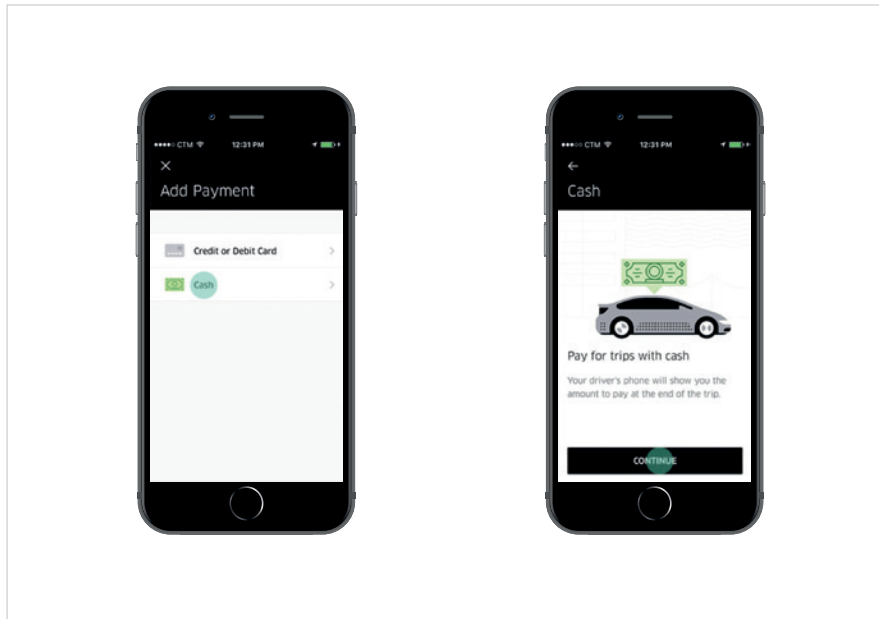 CTM
12:31 PM
Add Payment
Credit or Debit Card
Cash
CTM
12:31 PM
Cash
Pay for trips with cash
Your driver's phone will show you the
amount to pay at the end of the trip.
CONTINUE